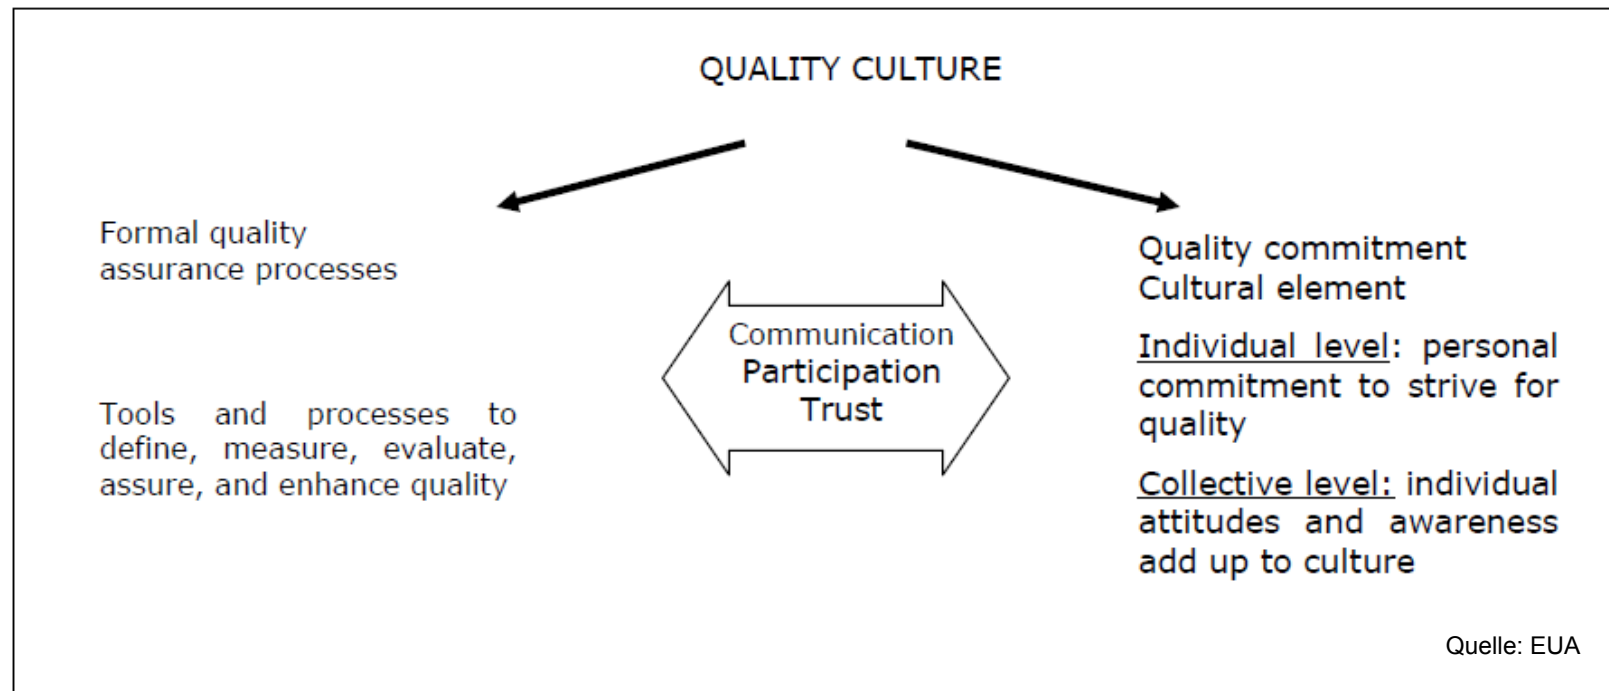 QUALITY CULTURE
Formal quality
assurance processes
Tools and processes to
define, measure, evaluate,
assure, and enhance quality
Communication
Participation
Trust
Quality commitment
Cultural element
Individual level: personal
commitment to strive for
quality
Collective level: individual
attitudes and awareness
add up to culture
Quelle: EUA